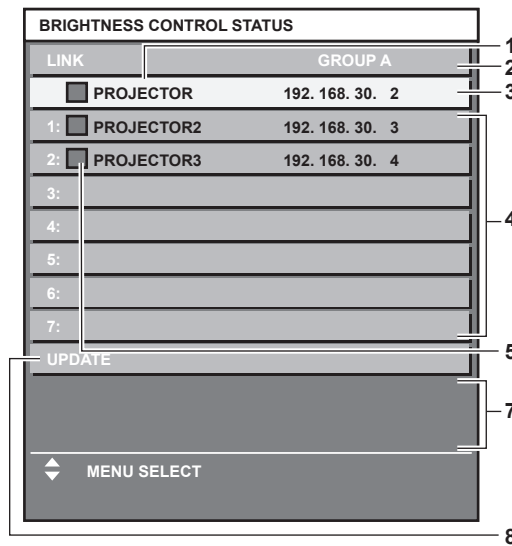 BRIGHTNESS CONTROL STATUS
LINK GROUP A
PROJECTOR 192. 168. 30. 2
1: PROJECTOR2 192. 168. 30. 3
2: PROJECTOR3 192. 168. 30. 4
3:
4:
5:
6:
7:
UPDATE
MENU SELECT
1
2
3
4
5
7
8